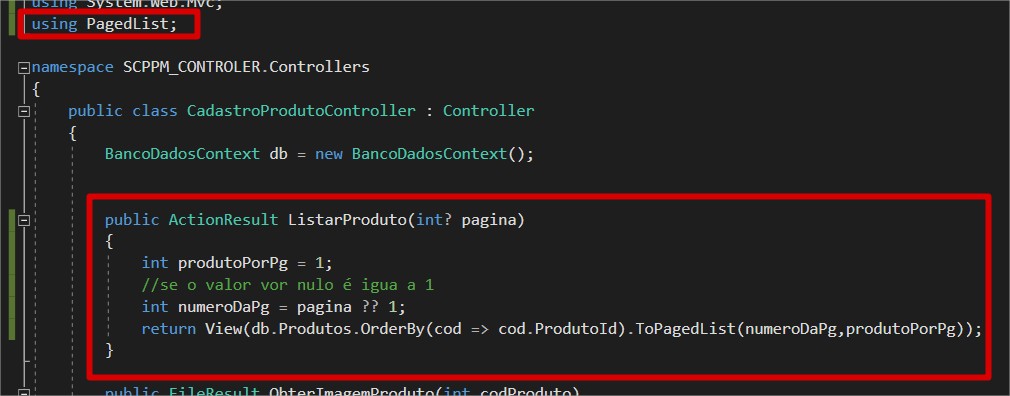 using System.Web.Mvc;
using PagedList;
namespace SCPPM_CONTROLER.Controllers
{
public class CadastroProdutoController : Controller
{
BancoDadosContext db = new BancoDadosContext();
public ActionResult ListarProduto(int? pagina)
{
int produtoPorPg = 1;
//se o valor vor nulo é igua a 1
int numeroDaPg = pagina ?? 1;
return View(db.Produtos.OrderBy(cod => cod.ProdutoId).ToPagedList(numeroDaPg,produtoPorPg));
}
public FileResult ObterImagemProduto(int codProduto)